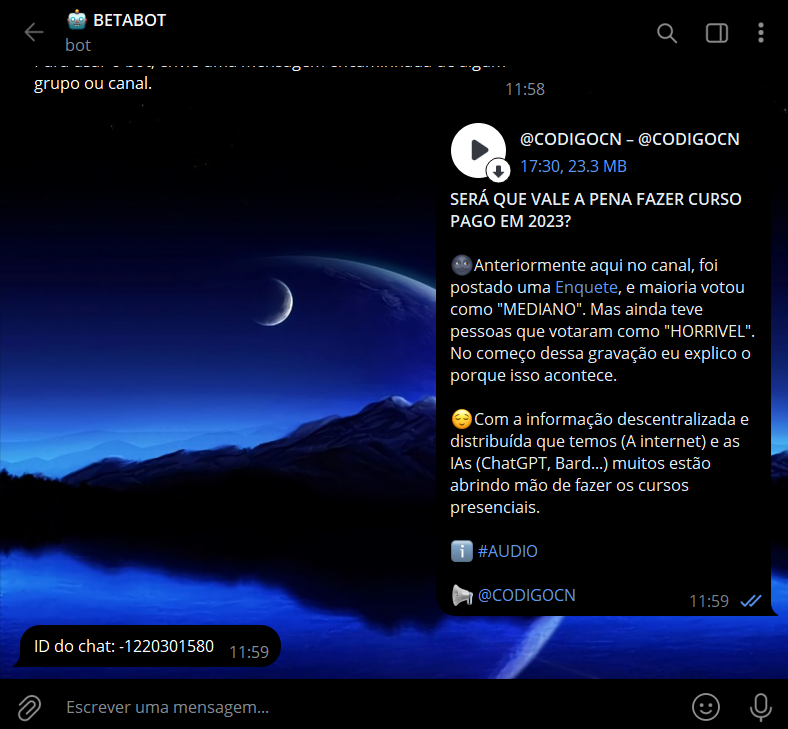 BETABOT
bot
grupo ou canal.
11:58
@CODIGOCN – @CODIGOCN
17:30, 23.3 MB
SERÁ QUE VALE A PENA FAZER CURSO
PAGO EM 2023?
Anteriormente aqui no canal, foi
postado uma Enquete, e maioria votou
como "MEDIANO". Mas ainda teve
pessoas que votaram como "HORRIVEL".
No começo dessa gravação eu explico o
porque isso acontece.
Com a informação descentralizada e
distribuída que temos (A internet) e as
IAs (ChatGPT, Bard...) muitos estão
abrindo mão de fazer os cursos
presenciais.
#AUDIO
@CODIGOCN
11:59
ID do chat: -1220301580
11:59
Escrever uma mensagem...